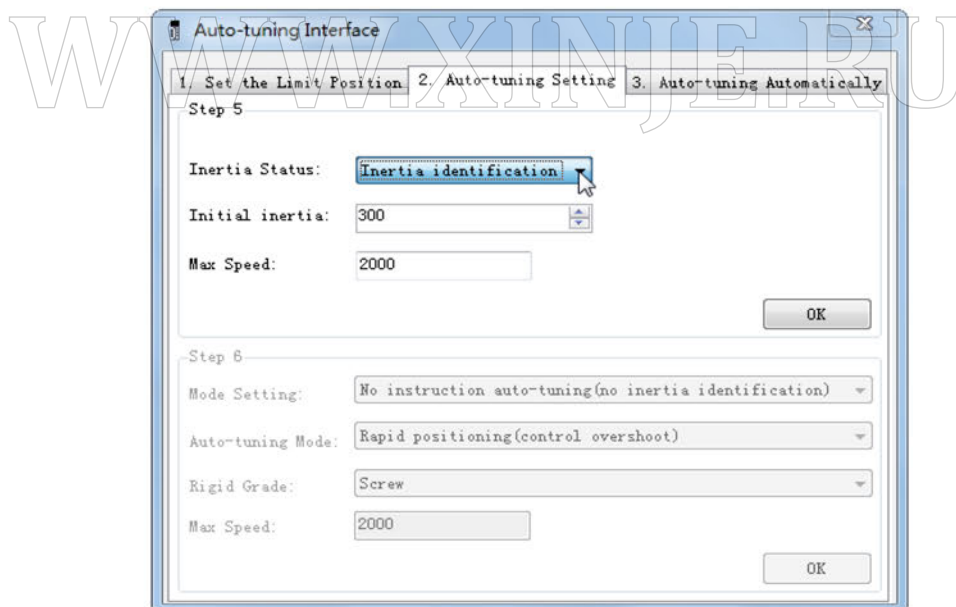 WWW.XINJE.RU
Auto-tuning Interface
1. Set the Limit Position 2. Auto-tuning Setting 3. Auto-tuning Automatically
Step 5
Inertia Status: Inertia identification
Initial inertia: 300
Max Speed: 2000
OK
Step 6
Mode Setting: No instruction auto-tuning(no inertia identification)
Auto-tuning Mode: Rapid positioning(control overshoot)
Rigid Grade: Screw
Max Speed: 2000
OK